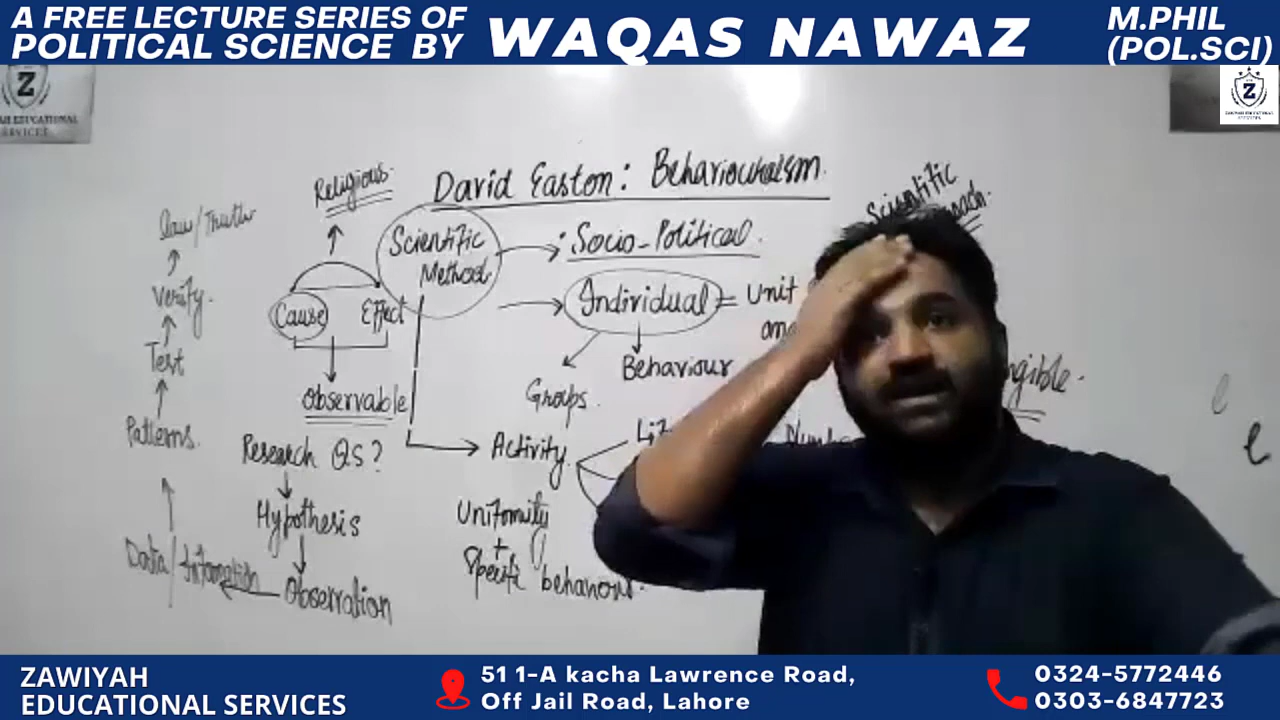 A FREE LECTURE SERIES OF
POLITICAL SCIENCE BY
WAQAS NAWAZ
M.PHIL
(POL.SCI)
Z
EDUCATIONAL
SERVICES
Z
David Easton: Behaviouralism.
Religious.
Scientific
Law/Truth
Scientific
Method
Socio-Political.
Verify.
Cause
Effect
Individual = Unit
Test
Behaviour
Observable
Groups.
Patterns.
Research QS?
Activity
Hypothesis
Uniformity
+
Specific behaviour.
Data/Information
Observation
ZAWIYAH
EDUCATIONAL SERVICES
51 1-A kacha Lawrence Road,
Off Jail Road, Lahore
0324-5772446
0303-6847723